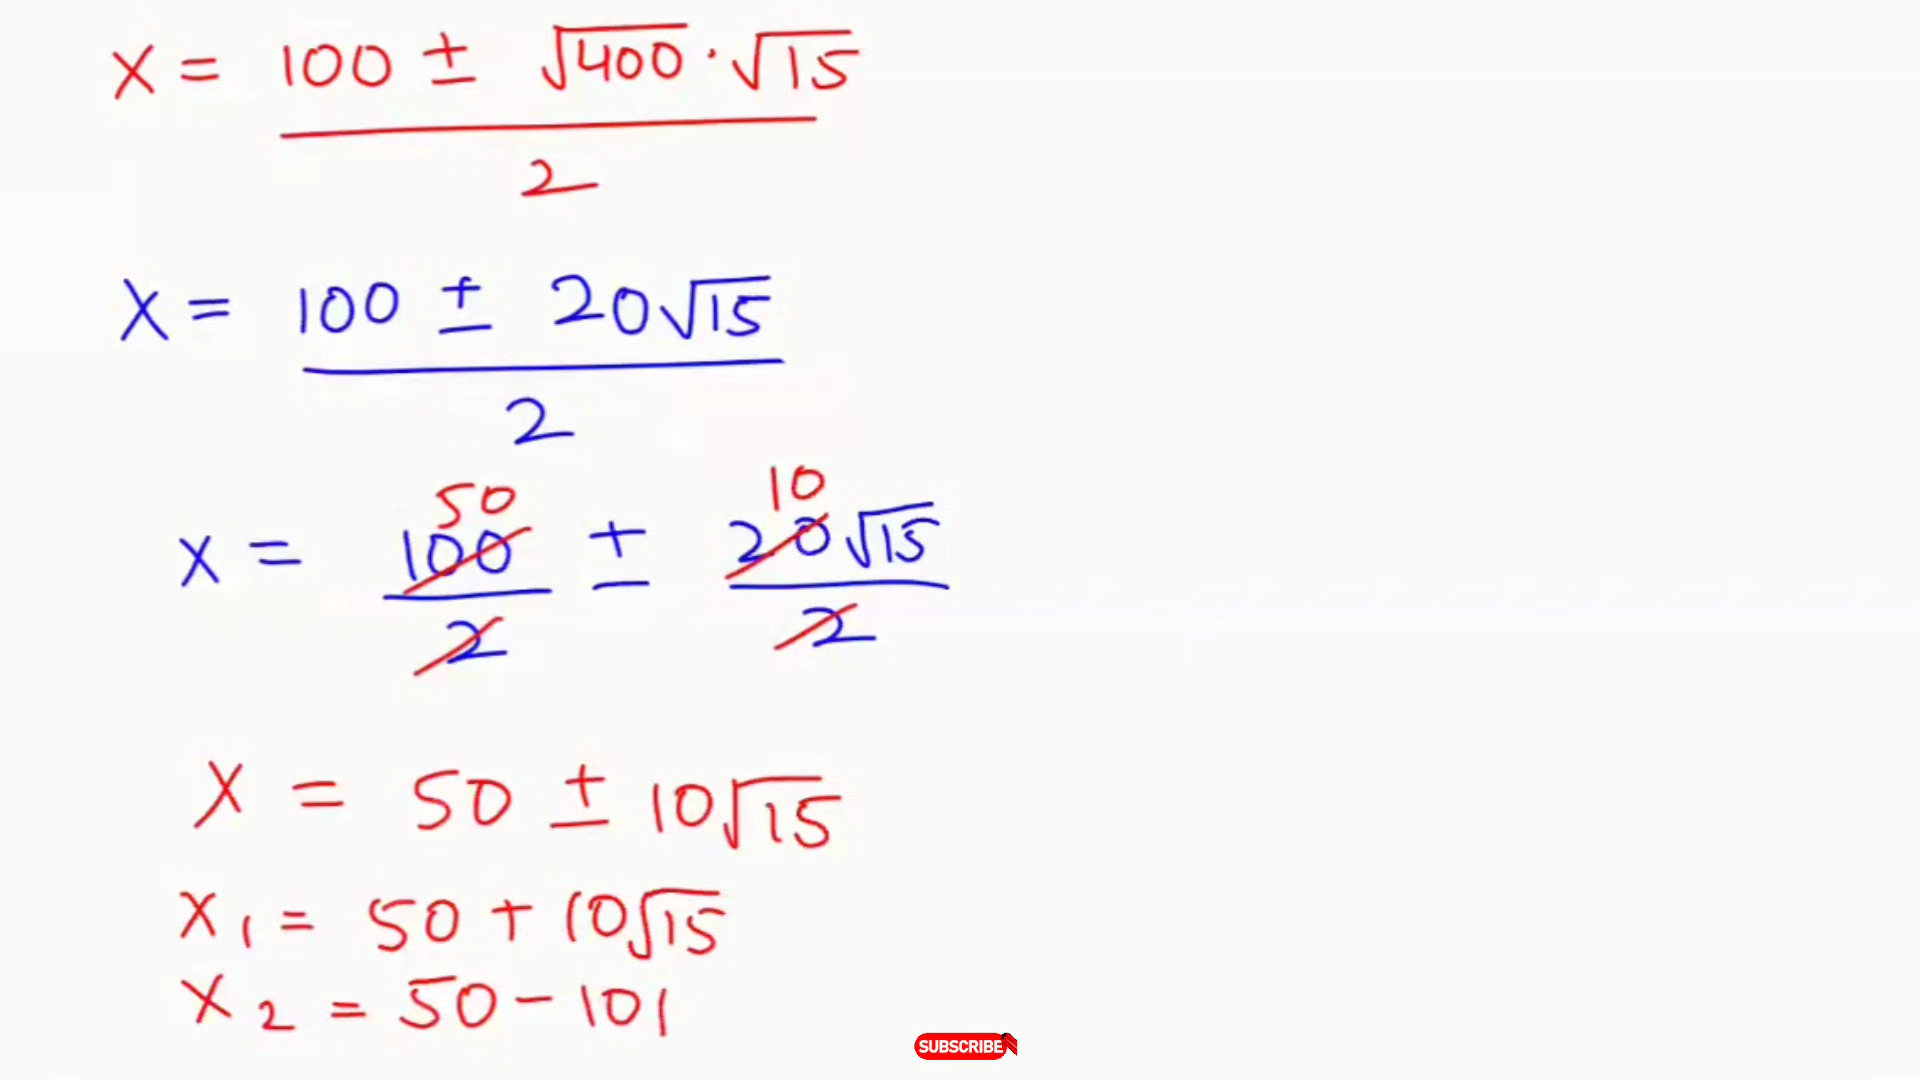 x = 100 ± √400 · √15
2
x = 100 ± 20√15
2
50 10
x = 100 ± 20√15
2 2
x = 50 ± 10√15
x1 = 50 + 10√15
x2 = 50 - 101
SUBSCRIBE